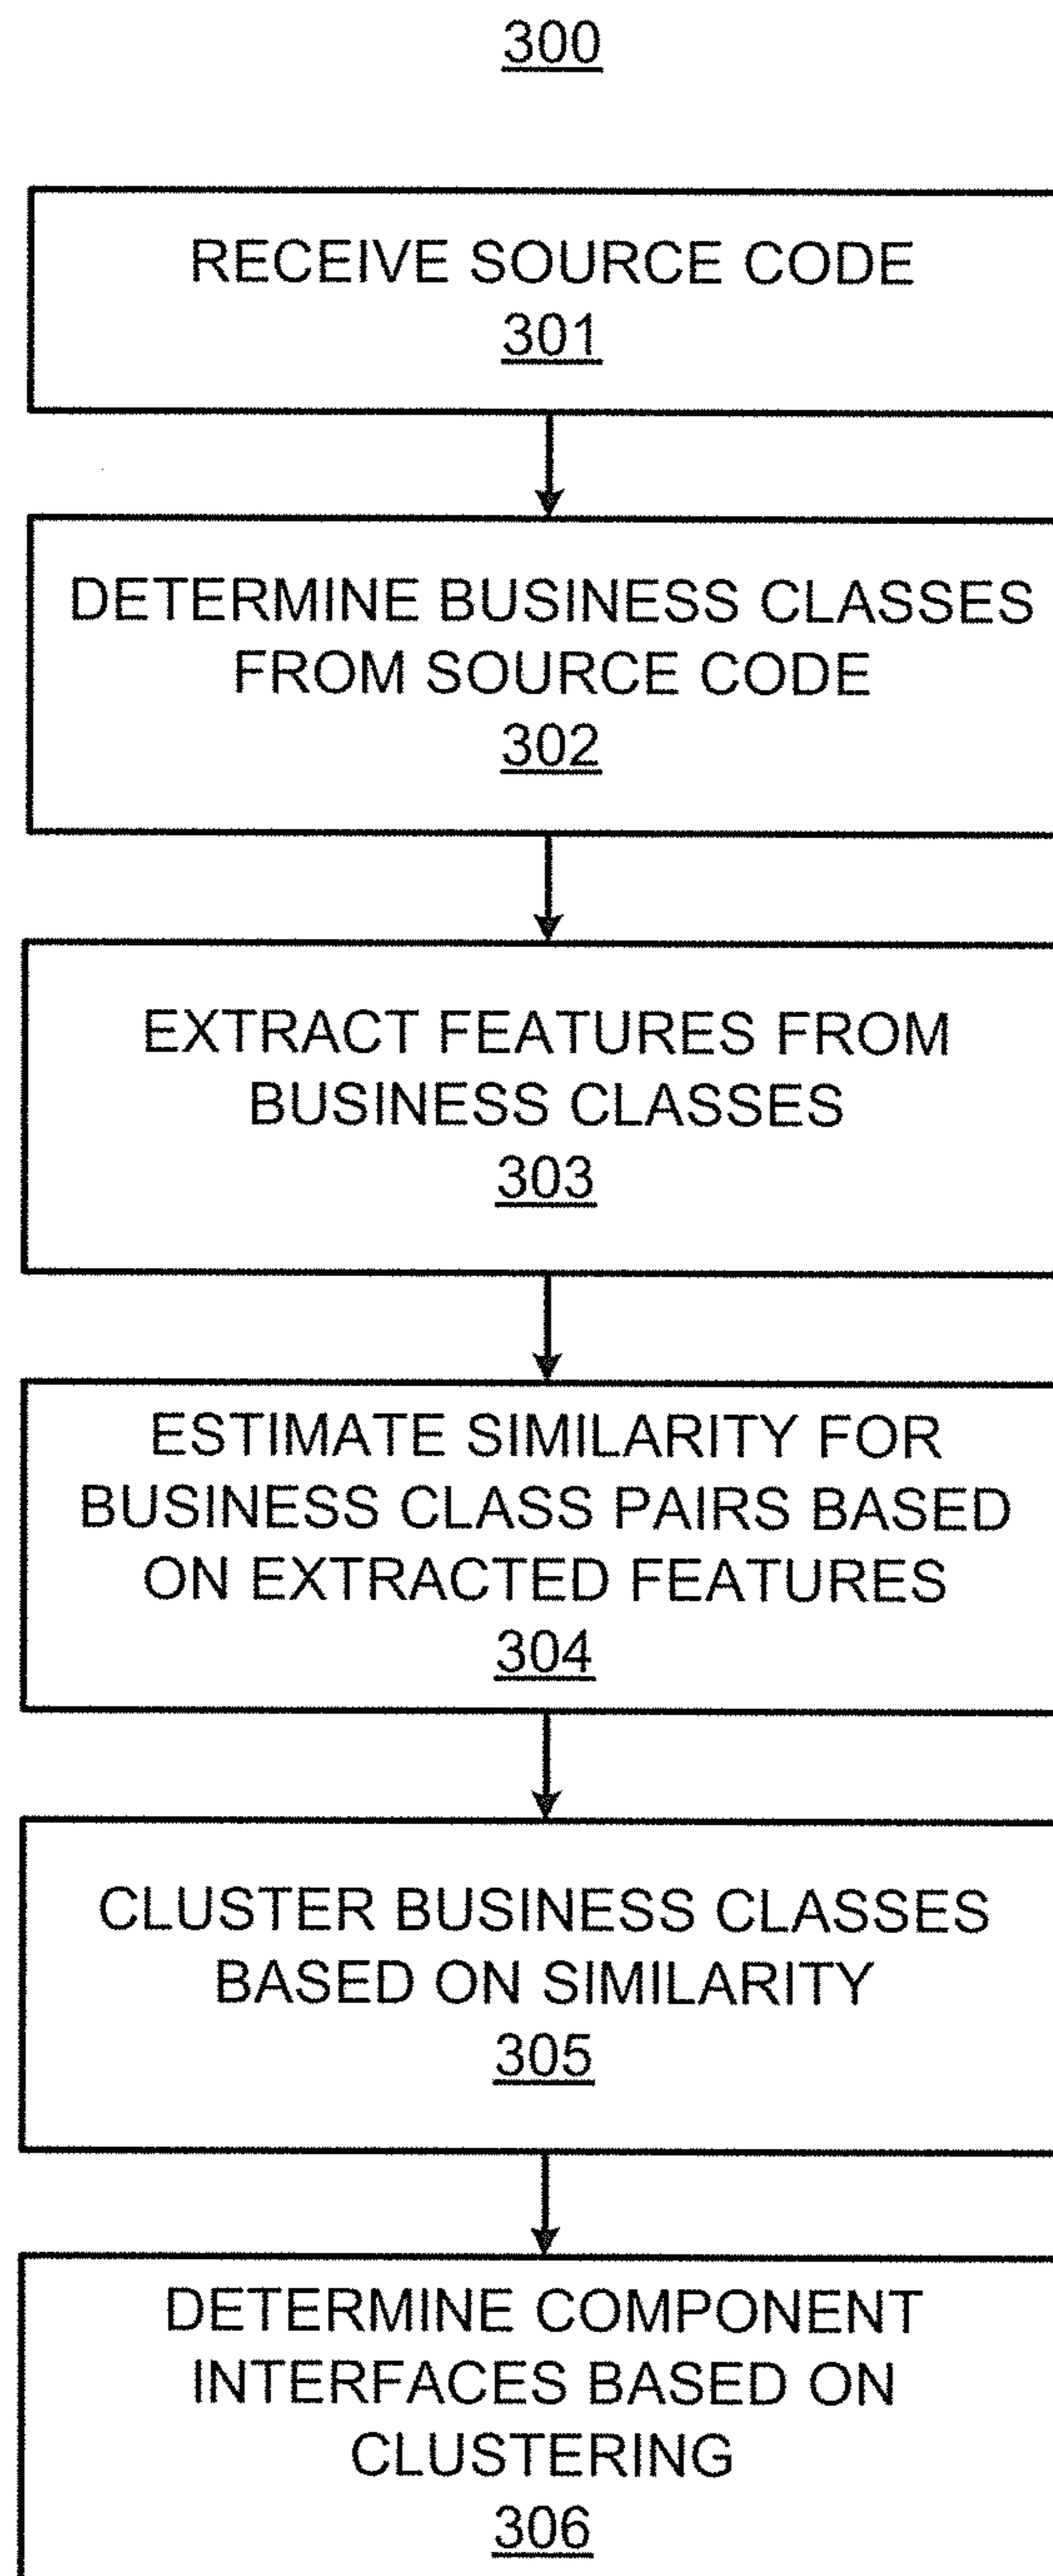 300
RECEIVE SOURCE CODE
301
DETERMINE BUSINESS CLASSES
FROM SOURCE CODE
302
EXTRACT FEATURES FROM
BUSINESS CLASSES
303
ESTIMATE SIMILARITY FOR
BUSINESS CLASS PAIRS BASED
ON EXTRACTED FEATURES
304
CLUSTER BUSINESS CLASSES
BASED ON SIMILARITY
305
DETERMINE COMPONENT
INTERFACES BASED ON
CLUSTERING
306